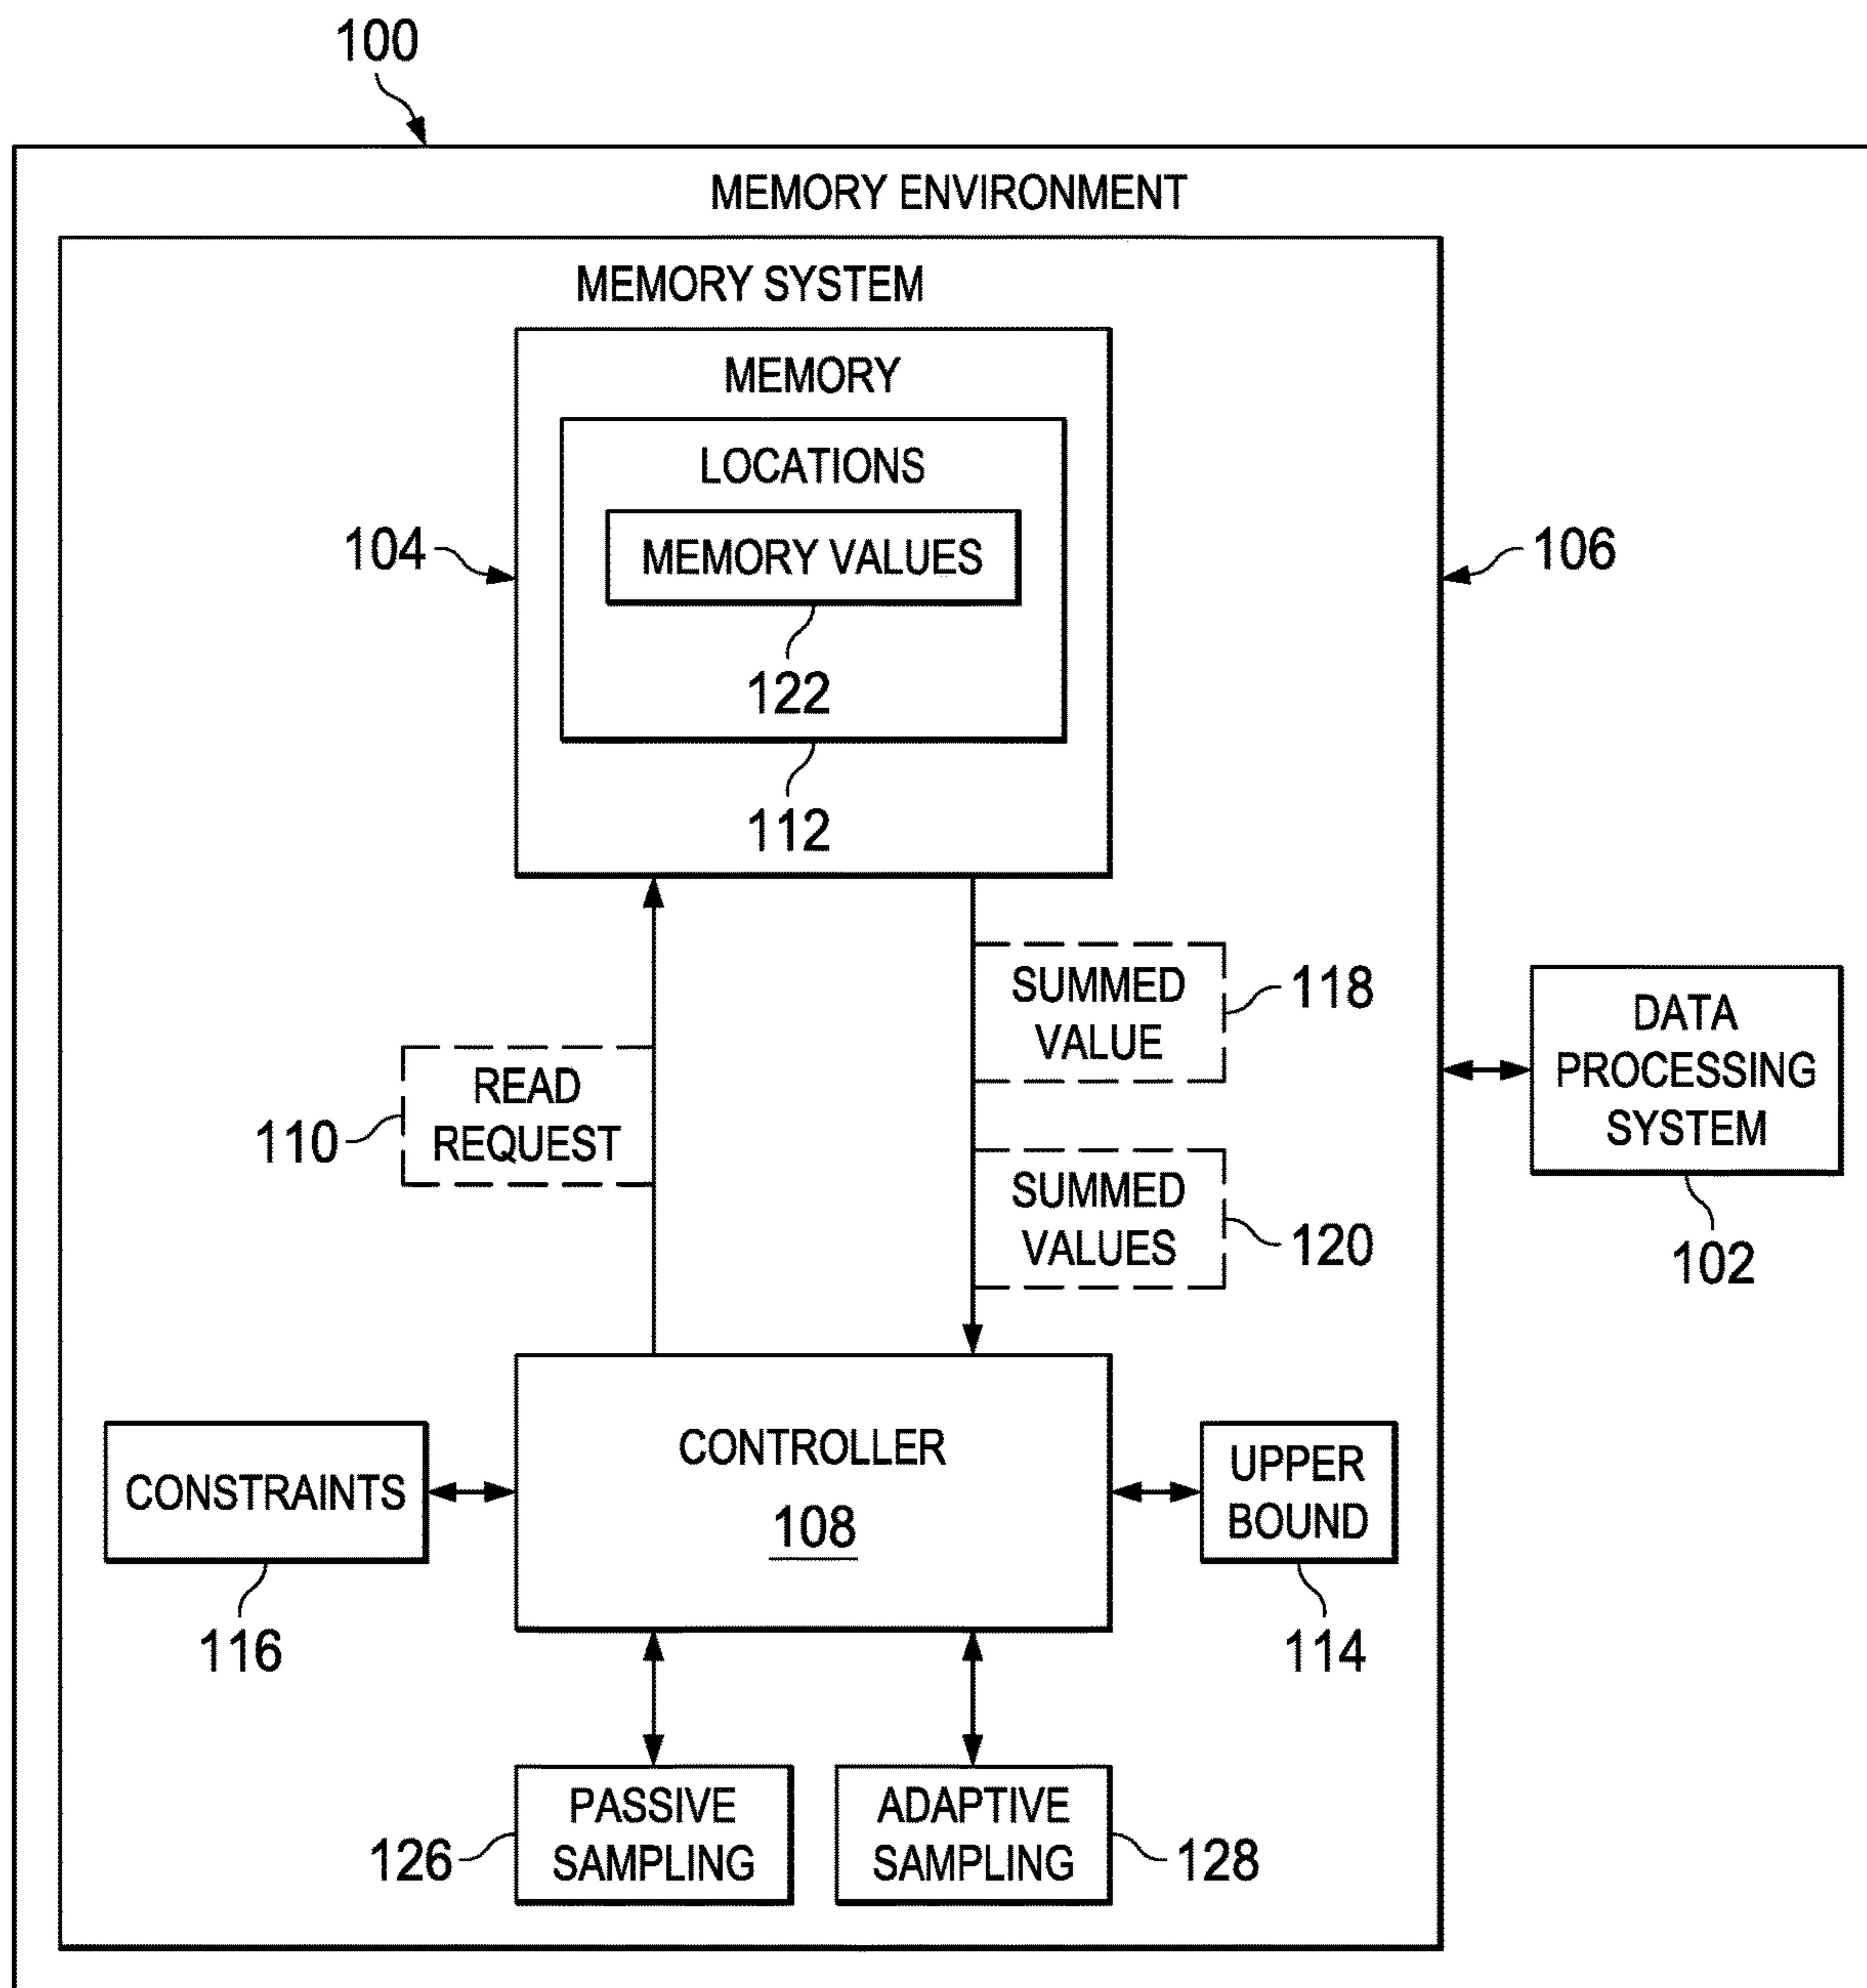 100
MEMORY ENVIRONMENT
MEMORY SYSTEM
MEMORY
LOCATIONS
MEMORY VALUES
104
106
122
112
SUMMED
VALUE
118
DATA
PROCESSING
SYSTEM
READ
REQUEST
110
SUMMED
VALUES
120
102
CONTROLLER
108
CONSTRAINTS
UPPER
BOUND
116
114
PASSIVE
SAMPLING
126
ADAPTIVE
SAMPLING
128